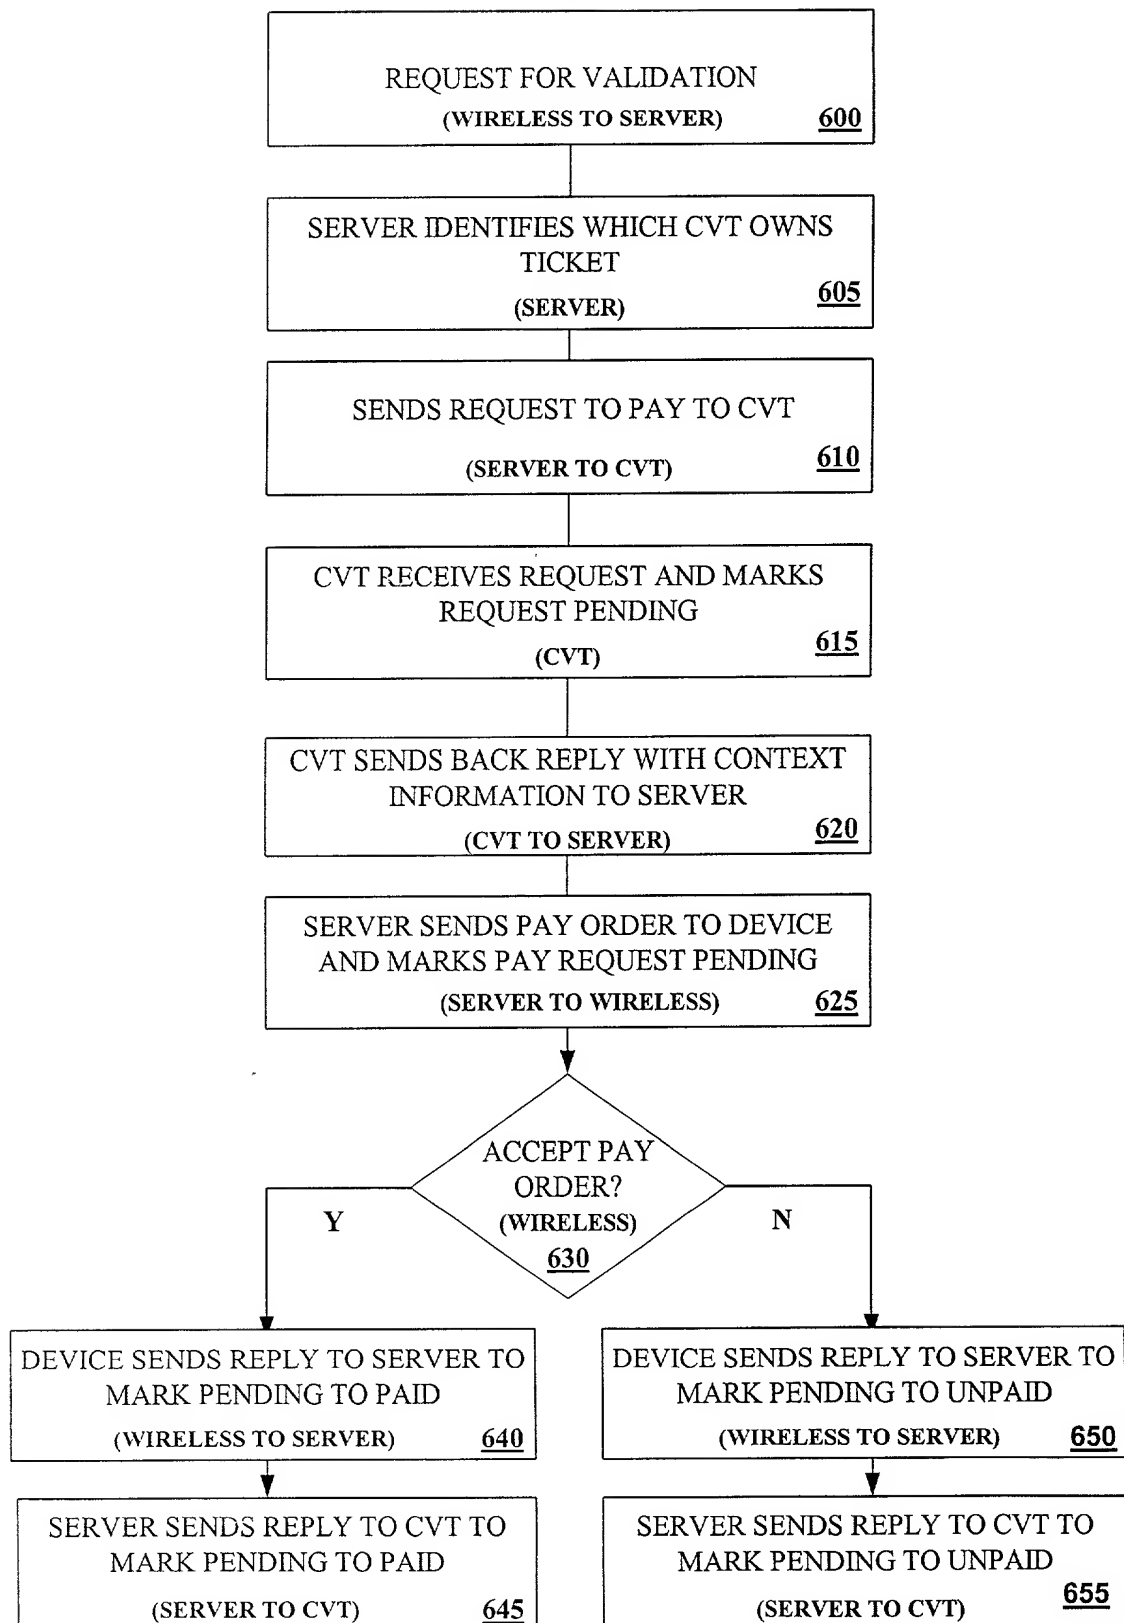 REQUEST FOR VALIDATION
(WIRELESS TO SERVER)
600
SERVER IDENTIFIES WHICH CVT OWNS
TICKET
(SERVER)
605
SENDS REQUEST TO PAY TO CVT
(SERVER TO CVT)
610
CVT RECEIVES REQUEST AND MARKS
REQUEST PENDING
(CVT)
615
CVT SENDS BACK REPLY WITH CONTEXT
INFORMATION TO SERVER
(CVT TO SERVER)
620
SERVER SENDS PAY ORDER TO DEVICE
AND MARKS PAY REQUEST PENDING
(SERVER TO WIRELESS)
625
ACCEPT PAY
ORDER?
(WIRELESS)
630
Y
N
DEVICE SENDS REPLY TO SERVER TO
MARK PENDING TO PAID
(WIRELESS TO SERVER)
640
DEVICE SENDS REPLY TO SERVER TO
MARK PENDING TO UNPAID
(WIRELESS TO SERVER)
650
SERVER SENDS REPLY TO CVT TO
MARK PENDING TO PAID
(SERVER TO CVT)
645
SERVER SENDS REPLY TO CVT TO
MARK PENDING TO UNPAID
(SERVER TO CVT)
655